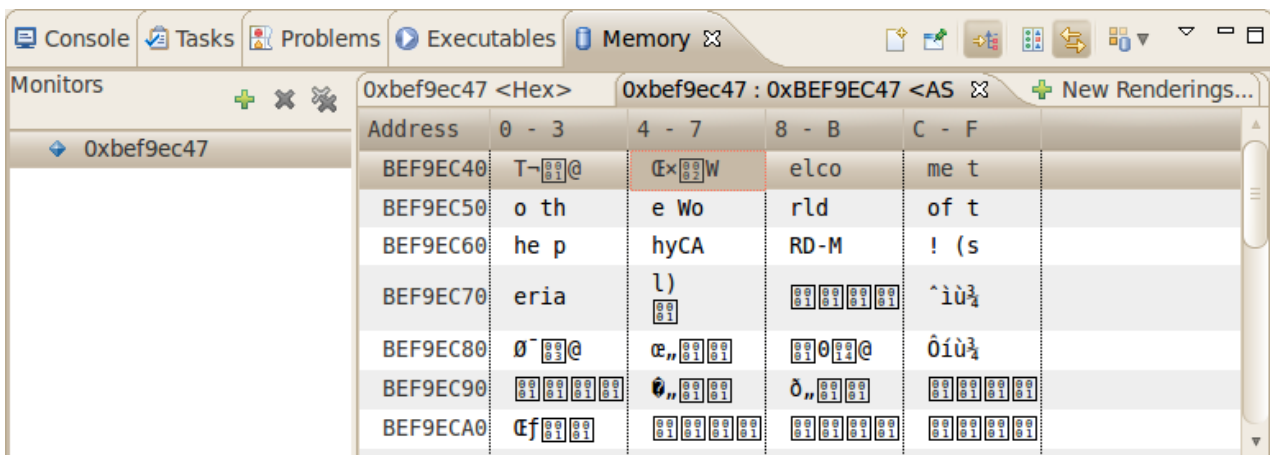 Console Tasks Problems Executables Memory
Monitors
0xbef9ec47 <Hex> 0xbef9ec47 : 0xBEF9EC47 <AS New Renderings...
0xbef9ec47
Address 0 - 3 4 - 7 8 - B C - F
BEF9EC40 T¬@ Œ×W elco me t
BEF9EC50 o th e Wo rld of t
BEF9EC60 he p hyCA RD-M ! (s
BEF9EC70 eria l) ˆìù¾
BEF9EC80 Ø¯@ œ„ 0@ Ôíù¾
BEF9EC90 „ ð„
BEF9ECA0 Œƒ